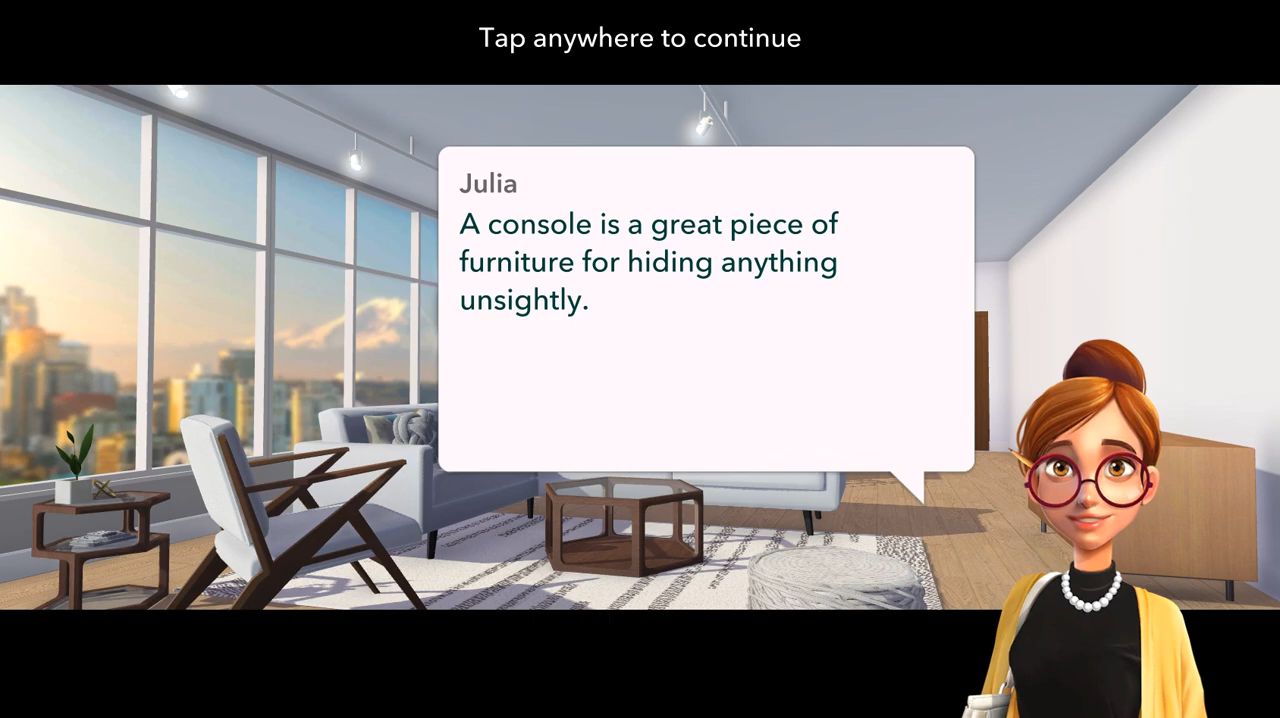 Tap anywhere to continue
Julia
A console is a great piece of
furniture for hiding anything
unsightly.